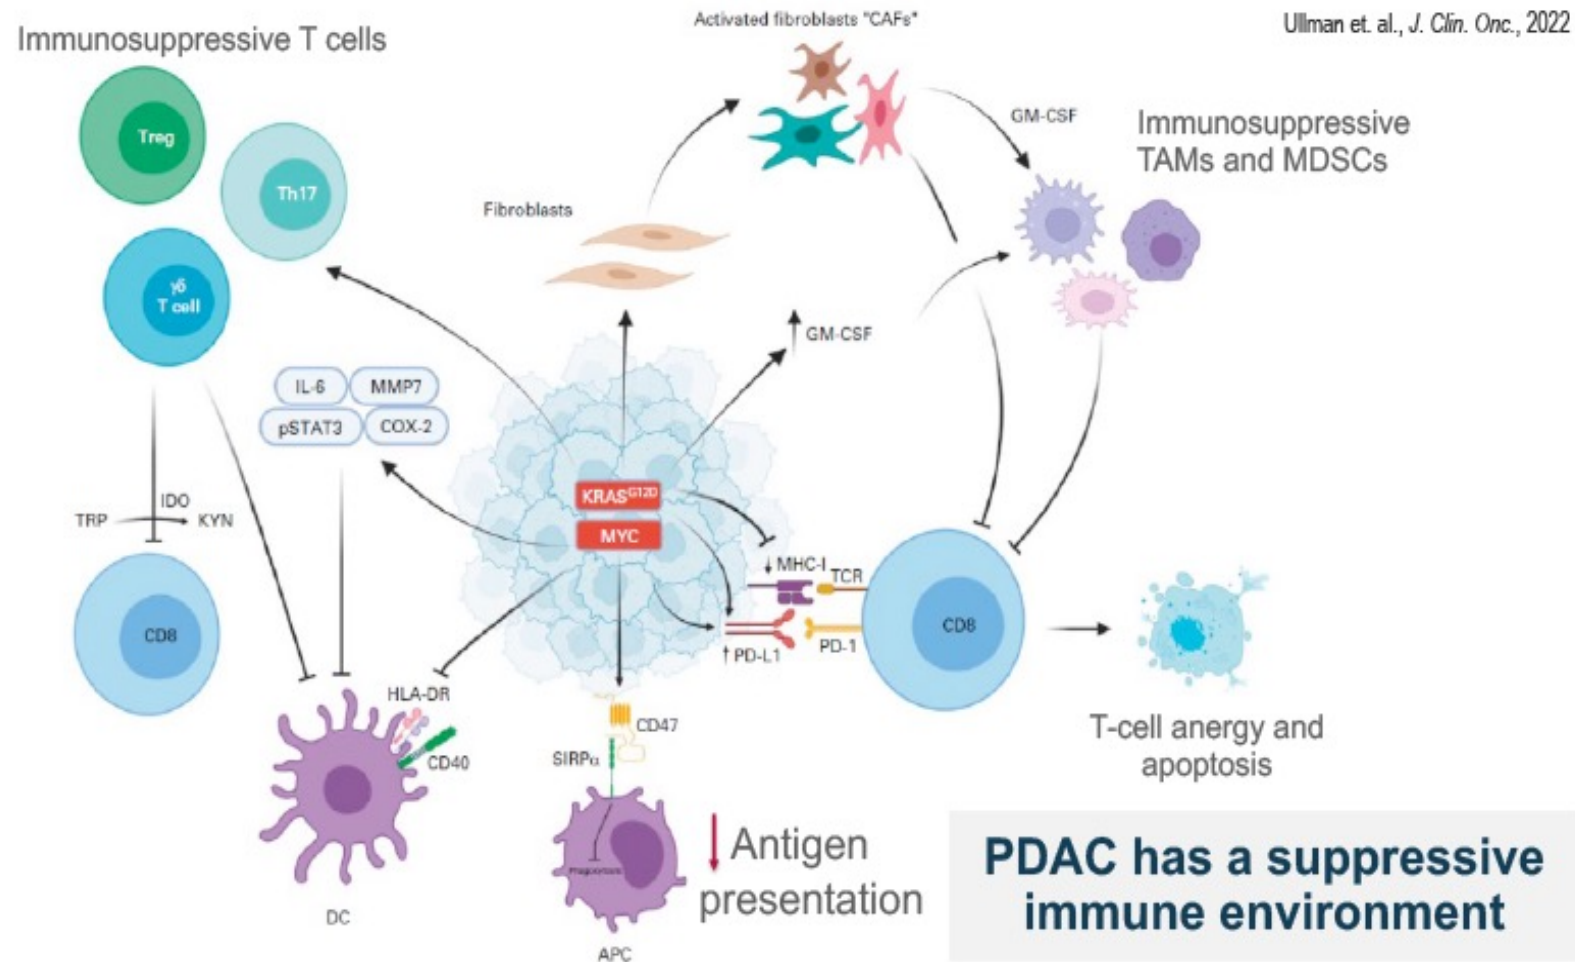 Activated fibroblasts "CAFs"
Ullman et. al., J. Clin. Onc., 2022
Immunosuppressive T cells
Treg
Th17
γδ
T cell
Fibroblasts
GM-CSF
Immunosuppressive
TAMs and MDSCs
GM-CSF
IL-6
MMP7
pSTAT3
COX-2
KRASG12D
MYC
TRP
IDO
KYN
CD8
↓ MHC-I
TCR
↑ PD-L1
PD-1
CD8
T-cell anergy and
apoptosis
HLA-DR
CD40
DC
CD47
SIRPα
Phagocytosis
APC
↓ Antigen
presentation
PDAC has a suppressive
immune environment